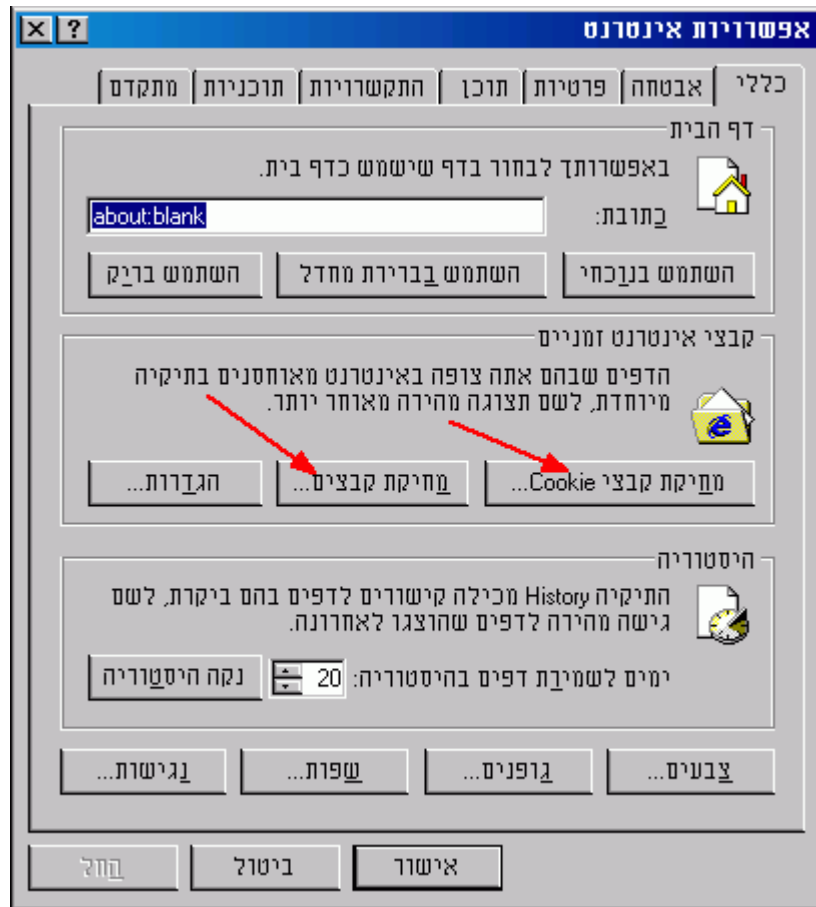 אפשרויות אינטרנט
כללי אבטחה פרטיות תוכן התקשרויות תוכניות מתקדם
דף הבית
באפשרותך לבחור בדף שישמש כדף בית.
כתובת: about:blank
השתמש בנוכחי השתמש בברירת מחדל השתמש בריק
קבצי אינטרנט זמניים
הדפים שבהם אתה צופה באינטרנט מאוחסנים בתיקיה
מיוחדת, לשם תצוגה מהירה מאוחר יותר.
מחיקת קבצי Cookie... מחיקת קבצים... הגדרות...
היסטוריה
התיקיה History מכילה קישורים לדפים בהם ביקרת, לשם
גישה מהירה לדפים שהוצגו לאחרונה.
ימים לשמירת דפים בהיסטוריה: 20 נקה היסטוריה
צבעים... גופנים... שפות... נגישות...
אישור ביטול החל